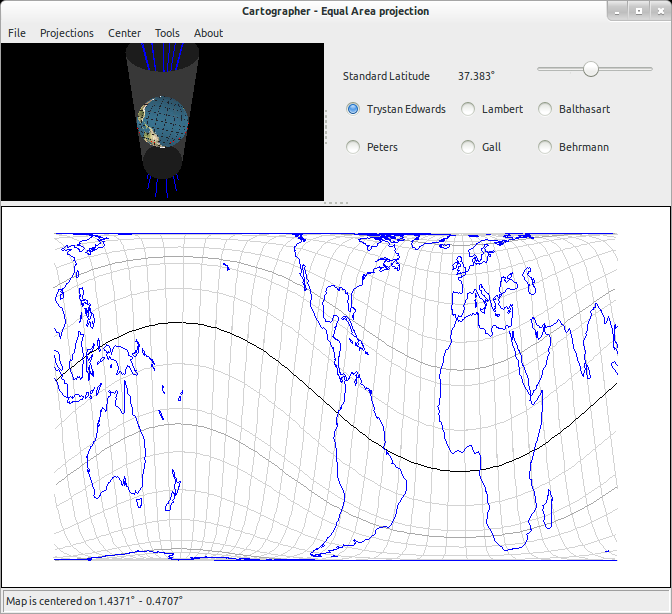 Cartographer - Equal Area projection
File Projections Center Tools About
Standard Latitude 37.383°
Trystan Edwards Lambert Balthasart
Peters Gall Behrmann
Map is centered on 1.4371° - 0.4707°